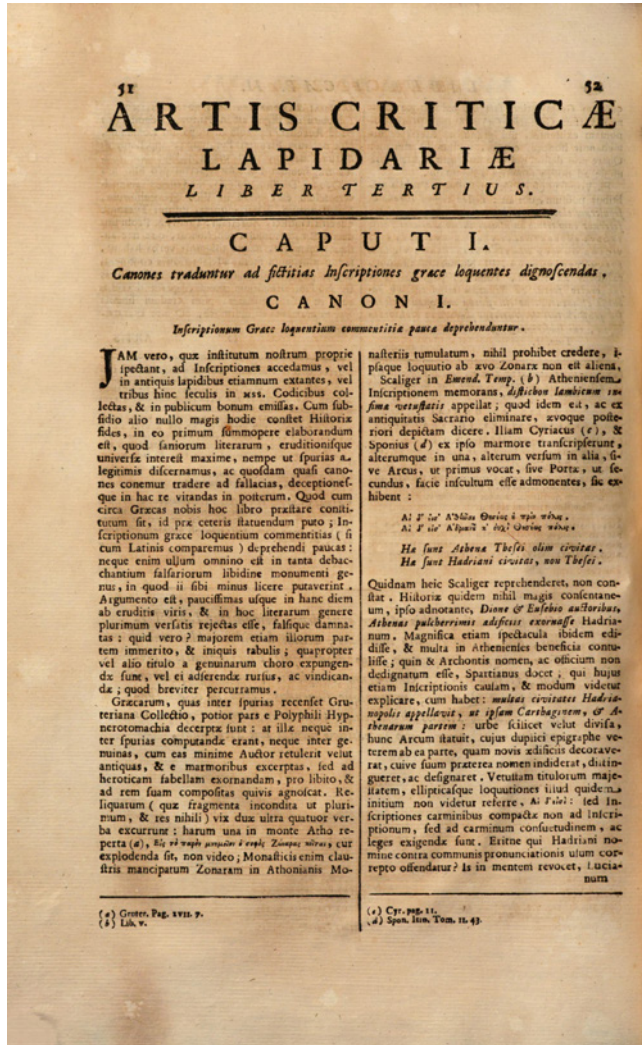 51
52
ARTIS CRITICÆ
LAPIDARIÆ
LIBER TERTIUS.
CAPUT I.
Canones traduntur ad fictitias Inscriptiones græce loquentes dignoscendas.
CANON I.
Inscriptionum Græce loquentium commentitiæ paucæ deprehenduntur.
JAM vero, quæ institutum nostrum proprie
spectant, ad Inscriptiones accedamus, vel
in antiquis lapidibus etiamnum extantes, vel
tribus hinc seculis in MSS. Codicibus col-
lectas, & in publicum bonum emissas. Cum sub-
sidio alio nullo magis hodie constet Historiæ
fides, in eo primum summopere elaborandum
est, quod saniorum literarum, eruditionisque
universæ interest maxime, nempe ut spurias a
legitimis discernamus, ac quosdam quasi cano-
nes conemur tradere ad fallacias, deceptiones-
que in hac re vitandas in posterum. Quod cum
circa Græcas nobis hoc libro præstare consti-
tutum sit, id præ ceteris statuendum puto; In-
scriptionum græce loquentium commentitias (si
cum Latinis comparemus) deprehendi paucas:
neque enim ullum omnino est in tanta debac-
chantium falsariorum libidine monumenti ge-
nus, in quod ii sibi minus licere putaverint.
Argumento est, paucissimas usque in hanc diem
ab eruditis viris, & in hoc literarum genere
plurimum versatis rejectas esse, falsique damna-
tas: quid vero? majorem etiam illorum par-
tem immerito, & iniquis tabulis; quapropter
vel alio titulo a genuinarum choro expungen-
dæ sunt, vel ei adserendæ rursus, ac vindican-
dæ; quod breviter percurramus.
Græcarum, quas inter spurias recenset Gru-
teriana Collectio, potior pars e Polyphili Hyp-
nerotomachia decerptæ sunt: at illæ neque in-
ter spurias computandæ erant, neque inter ge-
nuinas, cum eas minime Auctor retulerit velut
antiquas, & e marmoribus excerptas, sed ad
heroticam fabellam exornandam, pro libito, &
ad rem suam compositas quivis agnoscat. Re-
liquarum (quæ fragmenta incondita ut pluri-
mum, & res nihili) vix duæ ultra quatuor ver-
ba excurrunt: harum una in monte Atho re-
perta (a), cur
explodenda sit, non video; Monasticis enim clau-
stris mancipatum Zonaram in Athonianis Mo-
(a) Gruter. Pag. XVII. 7.
(b) Lib. V.
nasteriis tumulatum, nihil prohibet credere, i-
psaque loquutio ab ævo Zonaræ non est aliena,
Scaliger in Emend. Temp. (b) Atheniensem
Inscriptionem memorans, distichon Iambicum
vetustatis appellat; quod idem est, ac ex
antiquitatis Sacrario eliminare, ævoque poste-
riori depictam dicere. Illam Cyriacus (c), &
Sponius (d) ex ipso marmore transcripserunt,
alterumque in una, alterum versum in alia, si-
ve Arcus, ut primus vocat, sive Portæ, ut se-
cundus, facie inscultum esse admonentes, sic ex-
hibent:
Hæ sunt Athenæ Thesei olim civitas.
Hæ sunt Hadriani civitas, non Thesei.
Quidnam heic Scaliger reprehenderet, non con-
stat. Historiæ quidem nihil magis consentane-
um, ipso adnotante, Dione & Eusebio auctoribus,
Athenas pulcherrimis ædificiis exornasse Hadria-
num. Magnifica etiam spectacula ibidem edi-
disse, & multa in Athenienses beneficia contu-
lisse; quin & Archontis nomen, ac officium non
dedignatum esse, Spartianus docet; qui hujus
etiam Inscriptionis causam, & modum videtur
explicare, cum habet: multas civitates Hadria-
nopolis appellavit, ut ipsam Carthaginem, & A-
thenarum partem: urbe scilicet velut divisa,
hunc Arcum statuit, cujus duplici epigraphe ve-
terem ab ea parte, quam novis ædificiis decorave-
rat, cuive suum præterea nomen indiderat, distin-
gueret, ac designaret. Vetustam titulorum maje-
statem, ellipticasque loquutiones illud quidem
initium non videtur referre, : sed In-
scriptiones carminibus compactæ non ad Inscri-
ptionum, sed ad carminum consuetudinem, ac
leges exigendæ sunt. Eritne qui Hadriani no-
mine contra communis pronunciationis usum cor-
repto offendatur? Is in mentem revocet, Lucia-
num
(c) Cyr. pag. 11.
(d) Spon. Itin. Tom. II. 43.